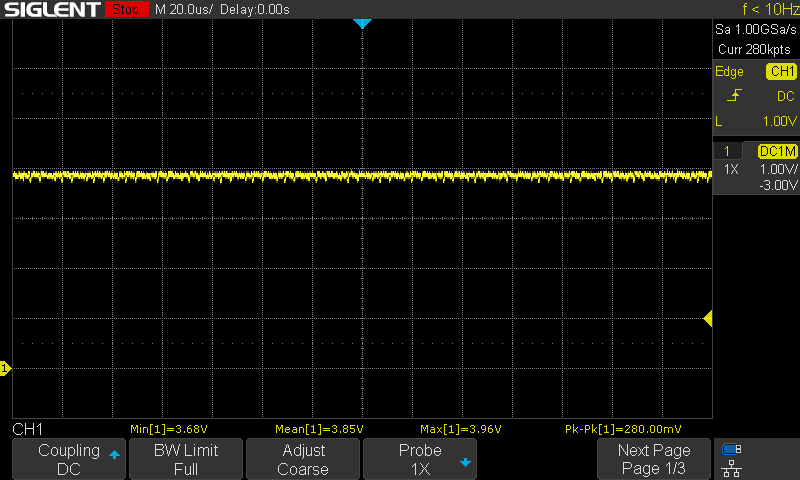 SIGLENT Stop M 20.0us/ Delay:0.00s f < 10Hz
Sa 1.00GSa/s
Curr 280kpts
Edge CH1
DC
L 1.00V
1 DC1M
1X 1.00V/
-3.00V
1
CH1 Min[1]=3.68V Mean[1]=3.85V Max[1]=3.96V Pk-Pk[1]=280.00mV
Coupling BW Limit Adjust Probe Next Page
DC Full Coarse 1X Page 1/3